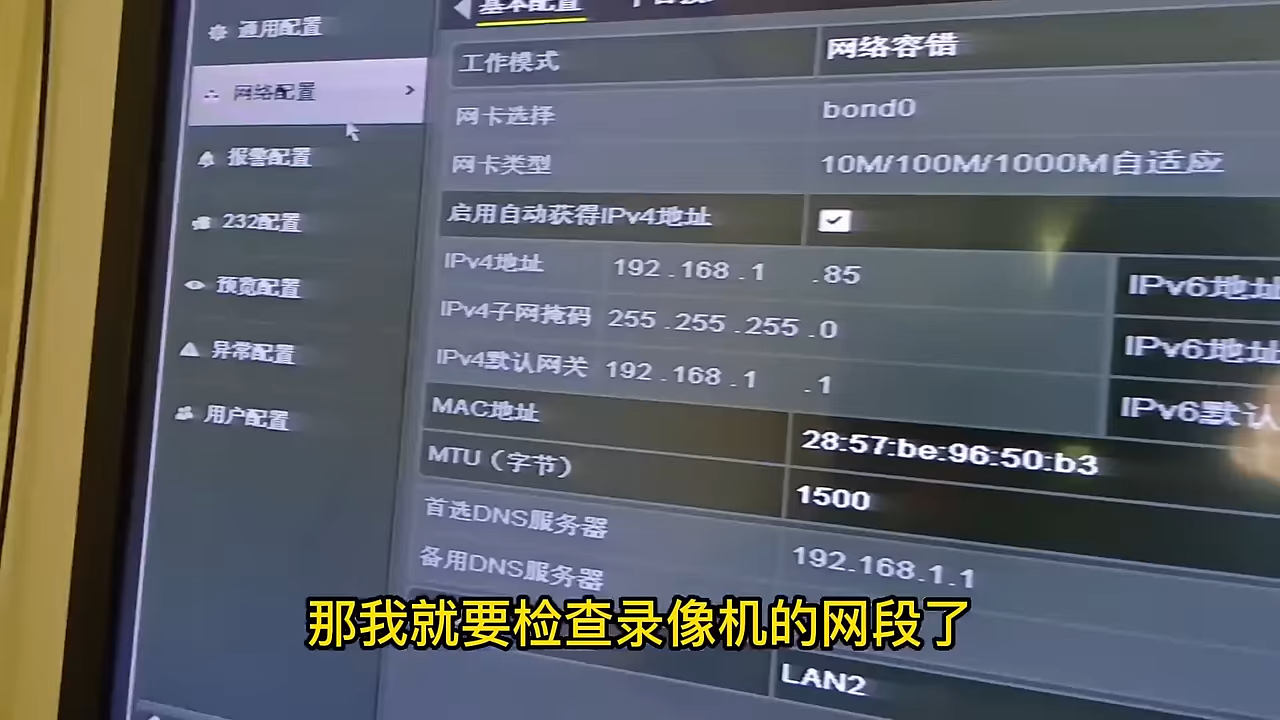 通用配置
网络配置
报警配置
232配置
预览配置
异常配置
用户配置
基本配置
工作模式 网络容错
网卡选择 bond0
网卡类型 10M/100M/1000M自适应
启用自动获得IPv4地址
IPv4地址 192.168.1.85 IPv6地址
IPv4子网掩码 255.255.255.0 IPv6地址
IPv4默认网关 192.168.1.1 IPv6默认
MAC地址 28:57:be:96:50:b3
MTU（字节） 1500
首选DNS服务器 192.168.1.1
备用DNS服务器
LAN2
那我就要检查录像机的网段了